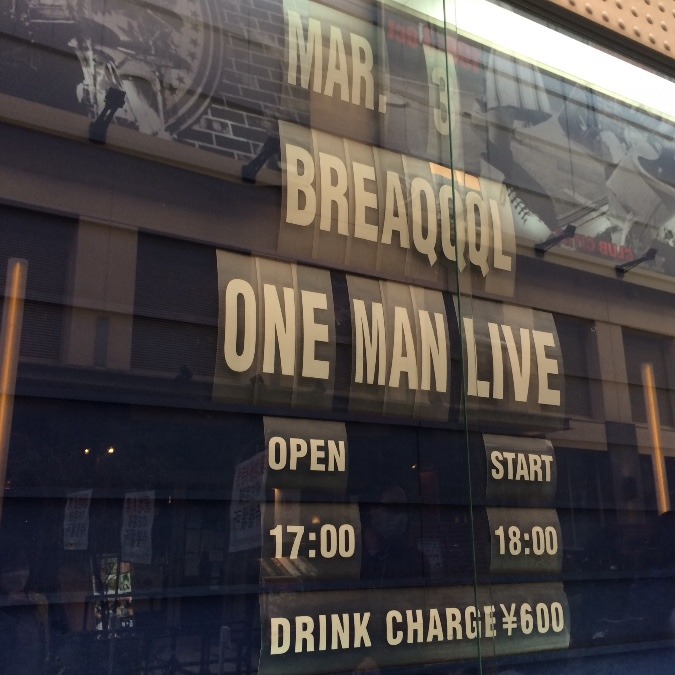 MAR. 3
BREAQQQL
ONE MAN LIVE
OPEN START
17:00 18:00
DRINK CHARGE ¥600